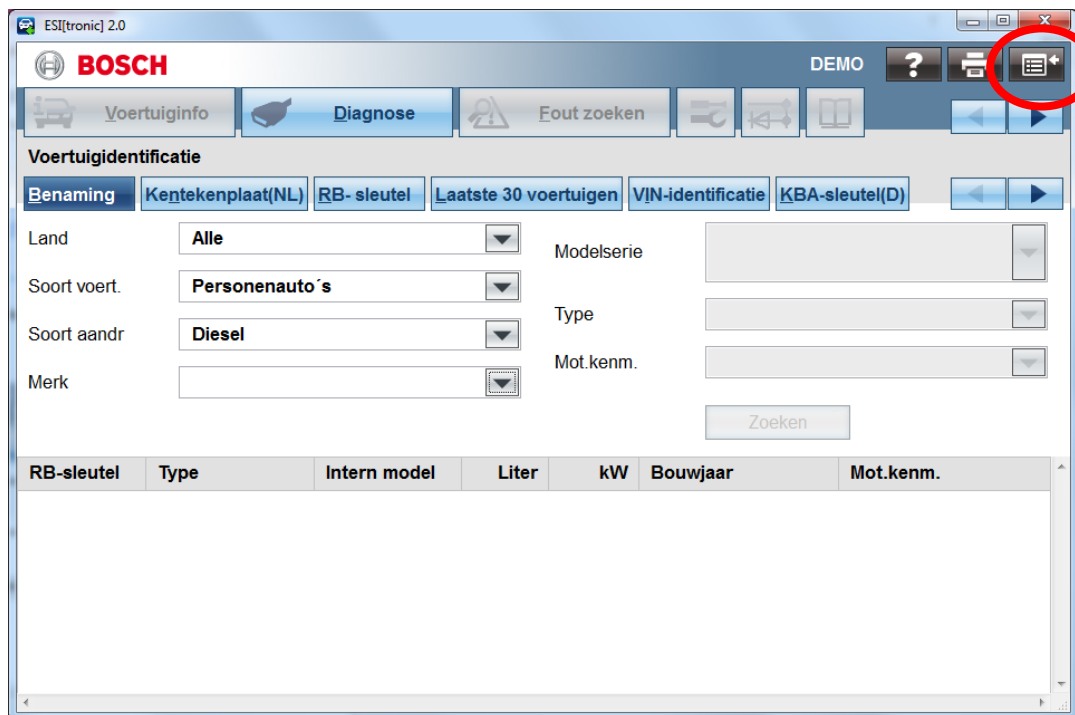 ESI[tronic] 2.0
BOSCH DEMO ?
Voertuiginfo Diagnose Fout zoeken
Voertuigidentificatie
Benaming Kentekenplaat(NL) RB- sleutel Laatste 30 voertuigen VIN-identificatie KBA-sleutel(D)
Land Alle
Modelserie
Soort voert. Personenauto´s
Type
Soort aandr Diesel
Mot.kenm.
Merk
Zoeken
RB-sleutel Type Intern model Liter kW Bouwjaar Mot.kenm.